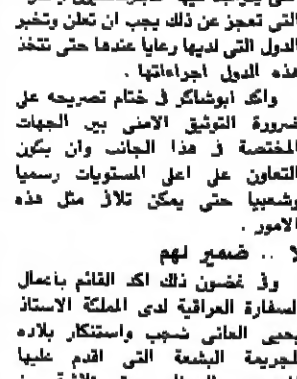 التي تعجز عن ذلك يجب ان تعلن وتخبر
الدول التي لديها رعايا عندها حتى تتخذ
هذه الدول اجراءاتها .
واكد ابوشاكر في ختام تصريحه على
ضرورة التوثيق الامني بين الجهات
المختصة في هذا الجانب وان يكون
التعاون على اعلى المستويات رسميا
وشعبيا حتى يمكن تلافي مثل هذه
الامور .
لا .. ضمير لهم
وفي غضون ذلك اكد القائم بأعمال
السفارة العراقية لدى المملكة الاستاذ
يحيى العاني شجب واستنكار بلاده
للجريمة البشعة التي اقدم عليها